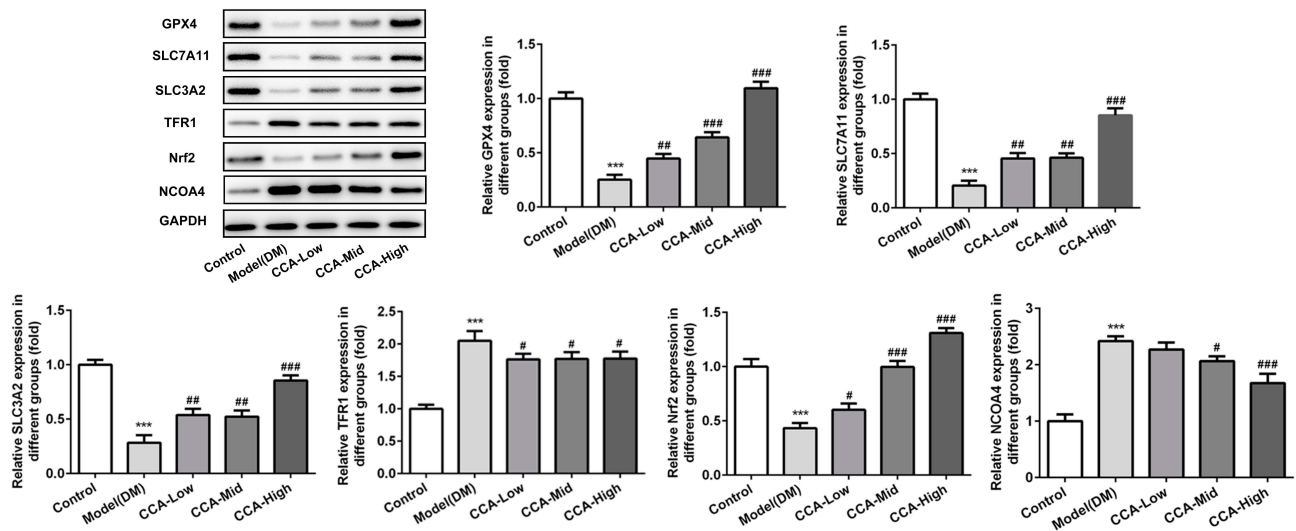 GPX4
SLC7A11
SLC3A2
TFR1
Nrf2
NCOA4
GAPDH
Control
Model(DM)
CCA-Low
CCA-Mid
CCA-High
Relative GPX4 expression in
different groups (fold)
1.5
1.0
0.5
0.0
***
##
###
###
Control
Model(DM)
CCA-Low
CCA-Mid
CCA-High
Relative SLC7A11 expression in
different groups (fold)
1.5
1.0
0.5
0.0
***
##
##
###
Control
Model(DM)
CCA-Low
CCA-Mid
CCA-High
Relative SLC3A2 expression in
different groups (fold)
1.5
1.0
0.5
0.0
***
##
##
###
Control
Model(DM)
CCA-Low
CCA-Mid
CCA-High
Relative TFR1 expression in
different groups (fold)
2.5
2.0
1.5
1.0
0.5
0.0
***
#
#
#
Control
Model(DM)
CCA-Low
CCA-Mid
CCA-High
Relative Nrf2 expression in
different groups (fold)
1.5
1.0
0.5
0.0
***
#
###
###
Control
Model(DM)
CCA-Low
CCA-Mid
CCA-High
Relative NCOA4 expression in
different groups (fold)
3
2
1
0
***
#
###
Control
Model(DM)
CCA-Low
CCA-Mid
CCA-High